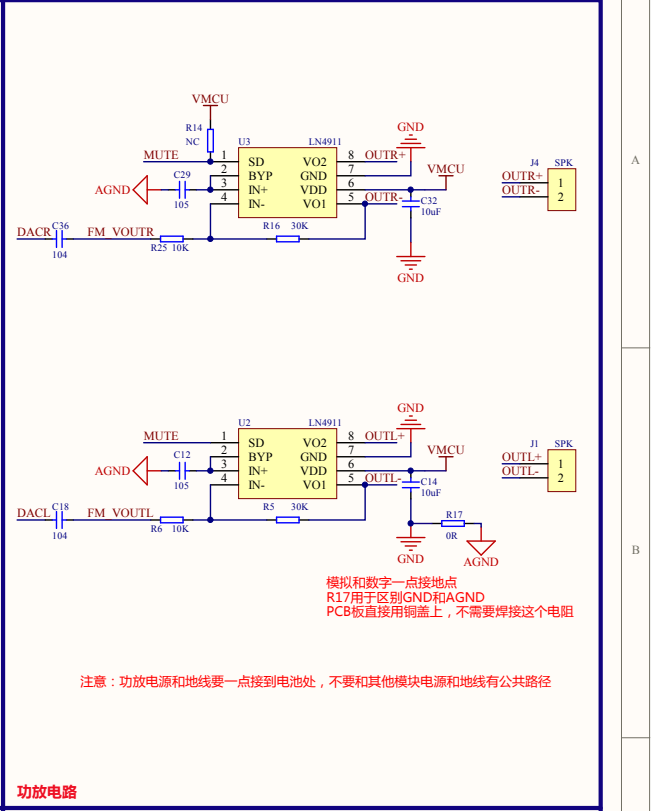 VMCU
R14
NC
U3 LN4911
GND
MUTE 1 SD VO2 8 OUTR+
2 BYP GND 7
VMCU
AGND C29 105 3 IN+ VDD 6
4 IN- VO1 5 OUTR-
C32
10uF
J4 SPK
OUTR+ 1
OUTR- 2
A
DACR C36 FM_VOUTR
104
R25 10K
R16 30K
GND
U2 LN4911
GND
MUTE 1 SD VO2 8 OUTL+
2 BYP GND 7
VMCU
AGND C12 105 3 IN+ VDD 6
4 IN- VO1 5 OUTL-
C14
10uF
J1 SPK
OUTL+ 1
OUTL- 2
DACL C18 FM_VOUTL
104
R6 10K
R5 30K
R17
0R
GND
AGND
B
模拟和数字一点接地点
R17用于区别GND和AGND
PCB板直接用铜盖上，不需要焊接这个电阻
注意：功放电源和地线要一点接到电池处，不要和其他模块电源和地线有公共路径
功放电路